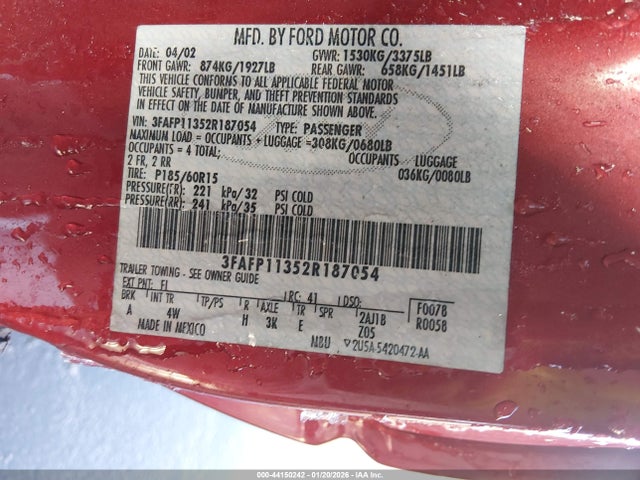 MFD. BY FORD MOTOR CO.
DATE: 04/02 GVWR: 1530KG/3375LB
FRONT GAWR: 874KG/1927LB REAR GAWR: 658KG/1451LB
THIS VEHICLE CONFORMS TO ALL APPLICABLE FEDERAL MOTOR
VEHICLE SAFETY, BUMPER, AND THEFT PREVENTION STANDARDS
IN EFFECT ON THE DATE OF MANUFACTURE SHOWN ABOVE.
VIN: 3FAFP11352R187054 TYPE: PASSENGER
MAXIMUM LOAD = OCCUPANTS + LUGGAGE =308KG/0680LB
OCCUPANTS = 4 TOTAL; OCCUPANTS LUGGAGE
2 FR, 2 RR 036KG/0080LB
TIRE: P185/60R15
PRESSURE(FR) 221 kPa/32 PSI COLD
PRESSURE(RR) 241 kPa/35 PSI COLD
3FAFP11352R187054
TRAILER TOWING - SEE OWNER GUIDE
EXT PNT: FI RC: 41 DSO: F0078
BRK INT TR TP/PS R AXLE TR SPR 2AJ1B R0058
A 4W H 3K E Z05
MADE IN MEXICO NBU 2U5A-5420472-AA
000-44150242 | 01/20/2026 - IAA Inc.